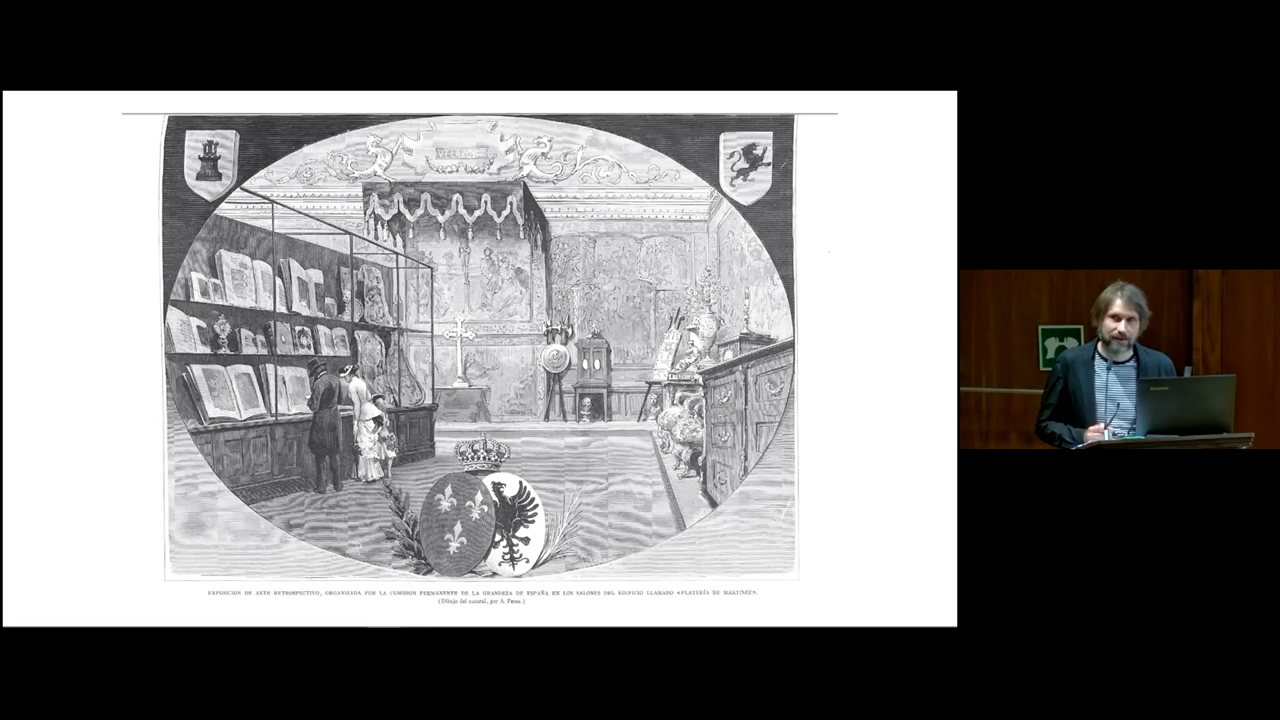 EXPOSICION DE ARTE RETROSPECTIVO, ORGANIZADA POR LA COMISION PERMANENTE DE LA GRANDEZA DE ESPAÑA EN LOS SALONES DEL EDIFICIO LLAMADO «PLATERÍA DE MARTINEZ».
(Dibujo del natural, por A. Perea.)